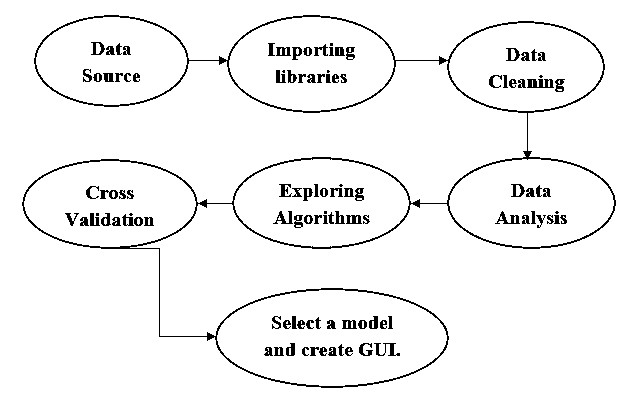 Data
Source
Importing
libraries
Data
Cleaning
Data
Analysis
Exploring
Algorithms
Cross
Validation
Select a model
and create GUI.